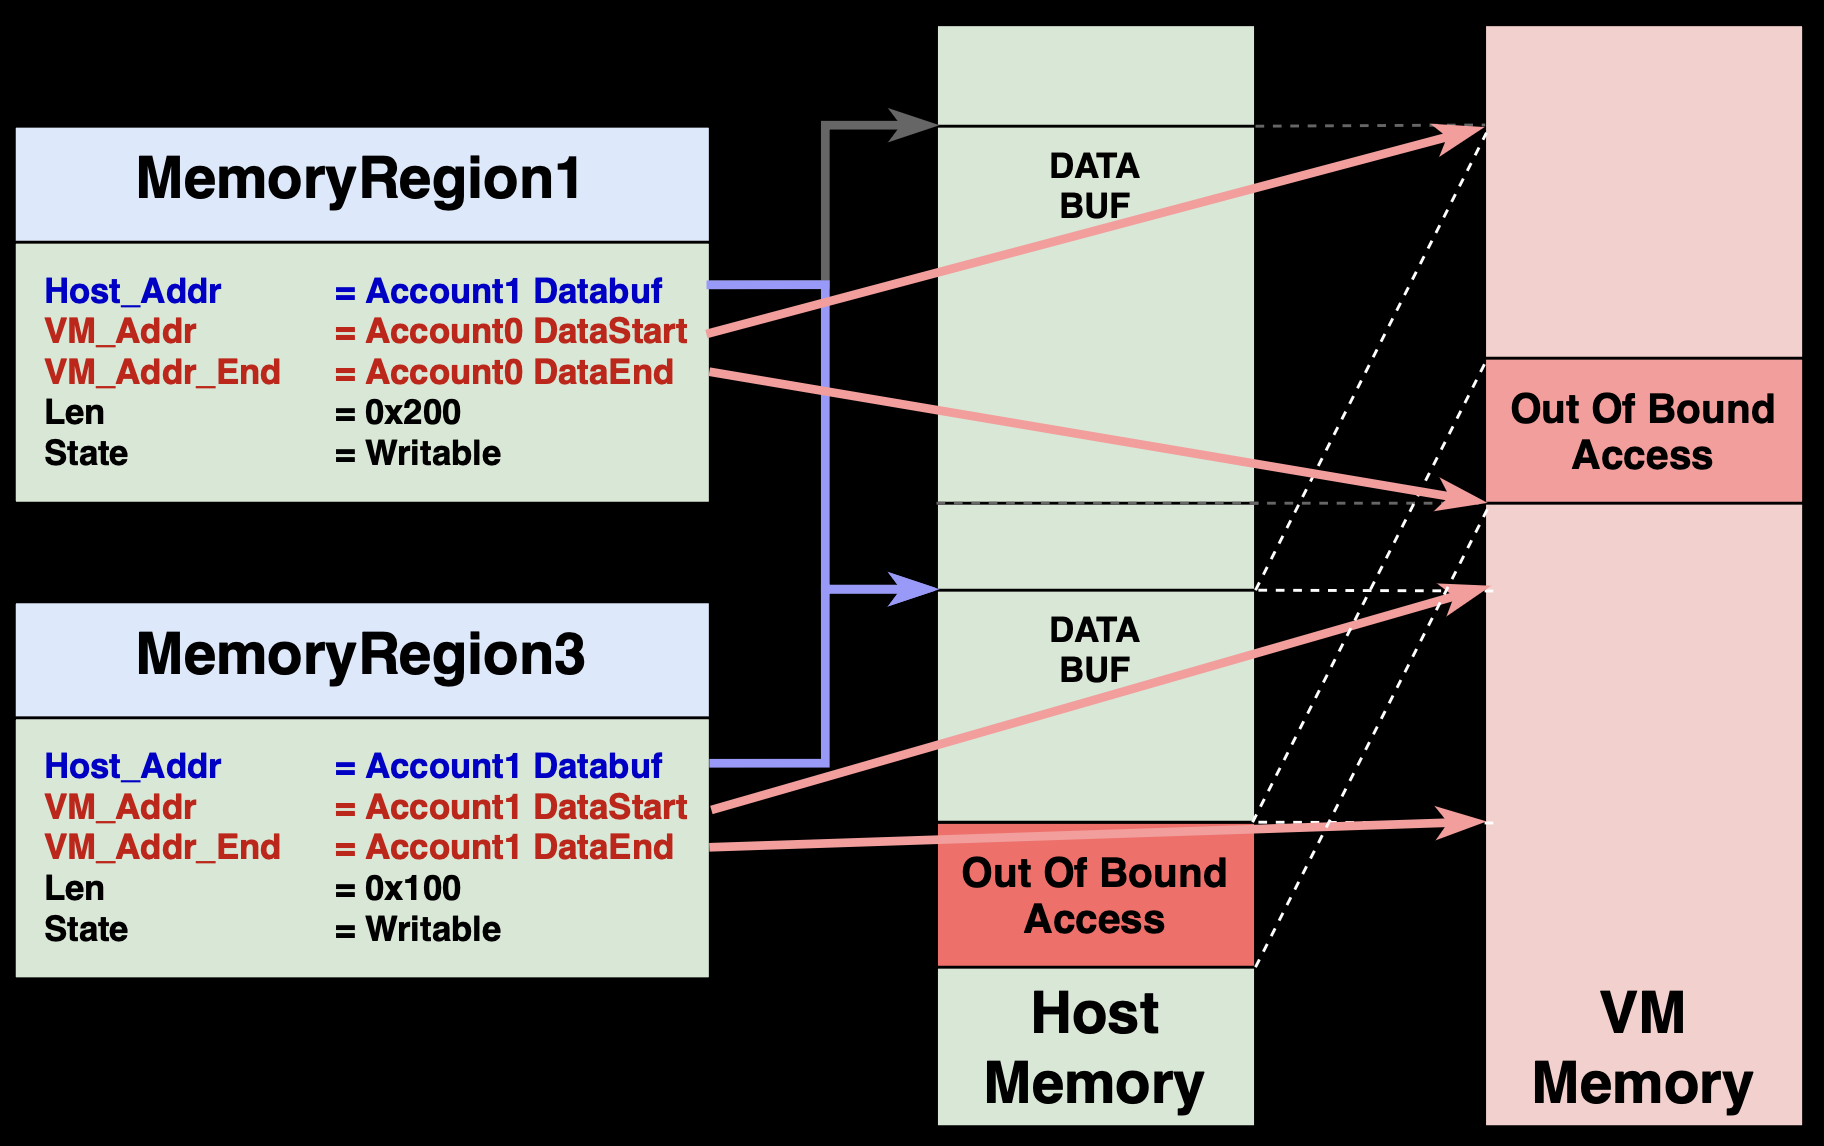 MemoryRegion1
Host_Addr = Account1 Databuf
VM_Addr = Account0 DataStart
VM_Addr_End = Account0 DataEnd
Len = 0x200
State = Writable
MemoryRegion3
Host_Addr = Account1 Databuf
VM_Addr = Account1 DataStart
VM_Addr_End = Account1 DataEnd
Len = 0x100
State = Writable
DATA
BUF
DATA
BUF
Out Of Bound
Access
Host
Memory
Out Of Bound
Access
VM
Memory